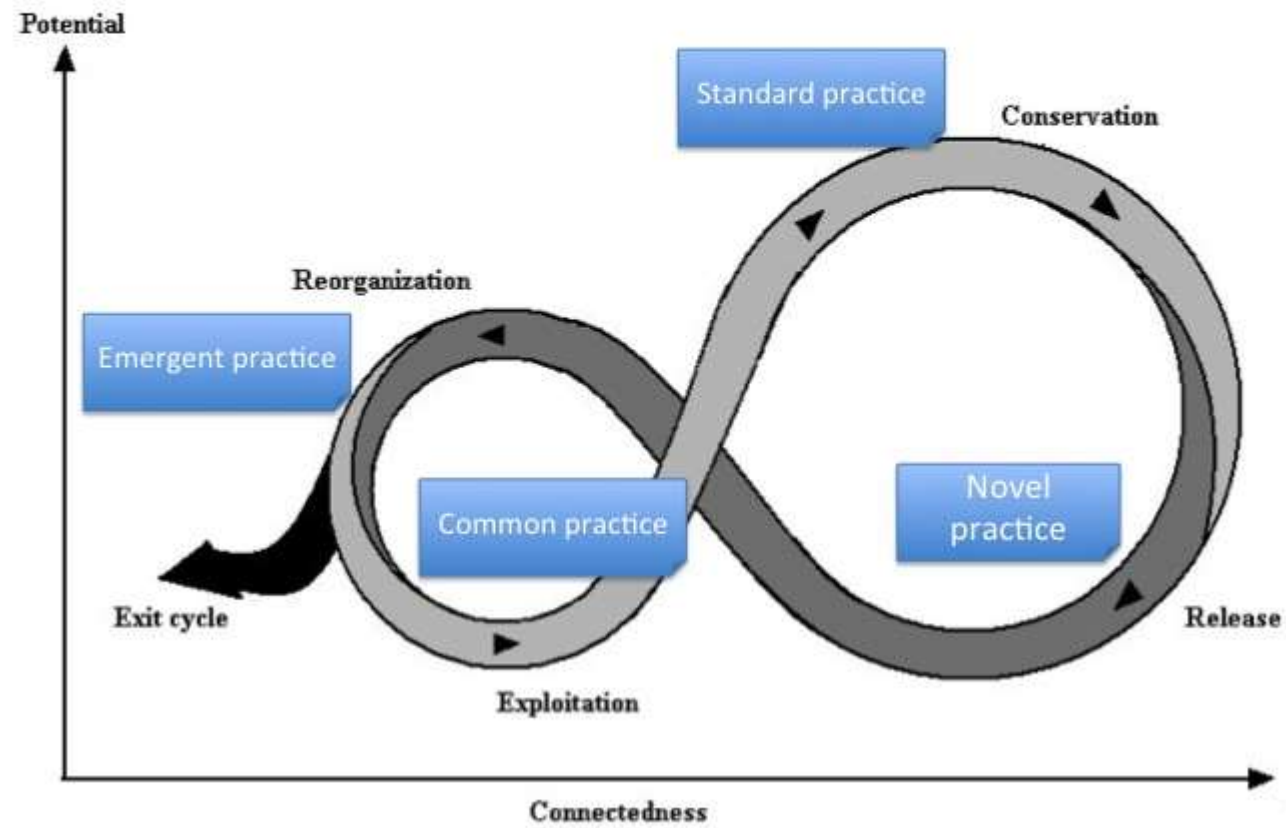 Potential
Standard practice
Conservation
Reorganization
Emergent practice
Common practice
Novel
practice
Exit cycle
Release
Exploitation
Connectedness